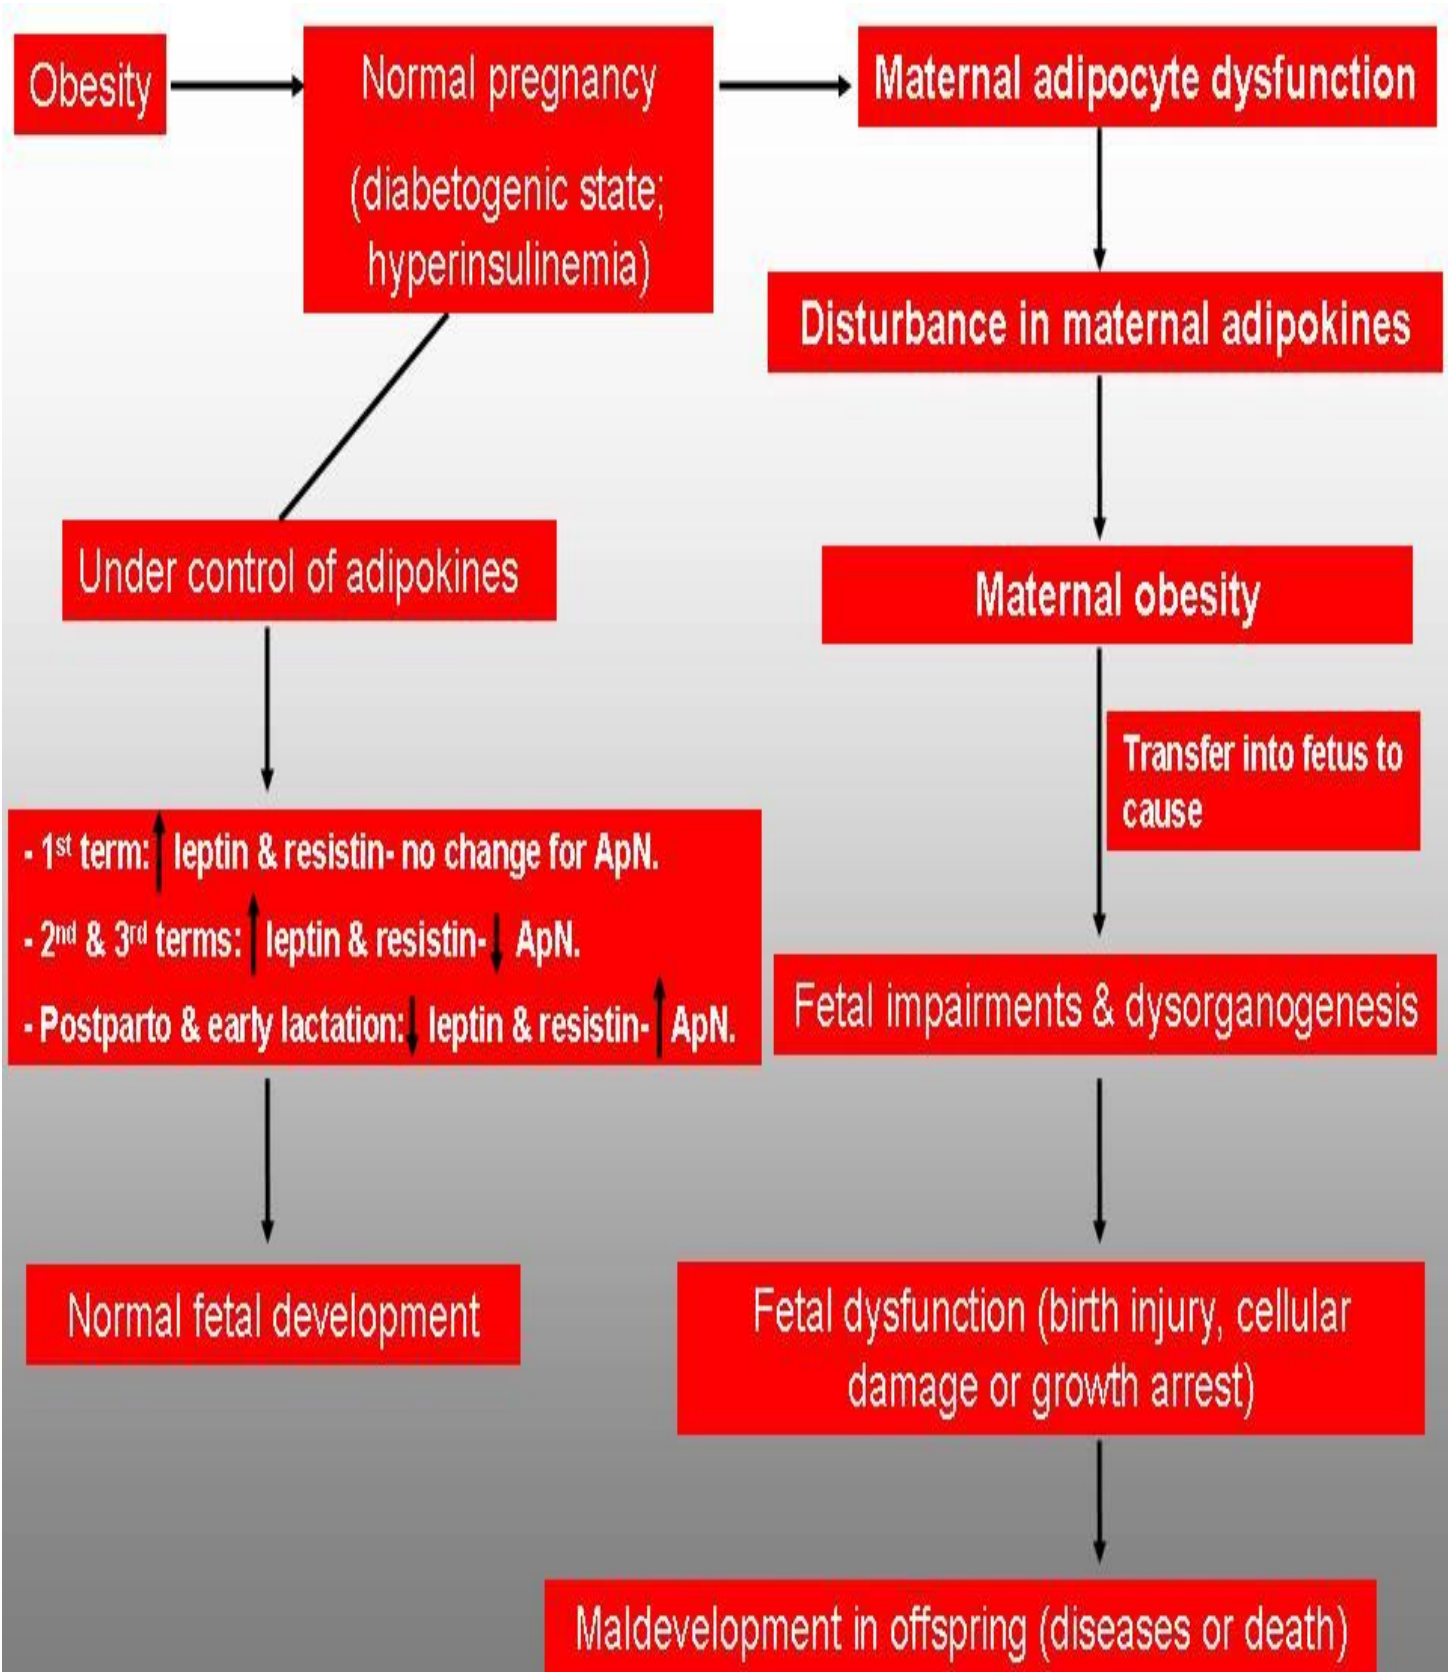 Obesity
Normal pregnancy
(diabetogenic state;
hyperinsulinemia)
Maternal adipocyte dysfunction
Disturbance in maternal adipokines
Under control of adipokines
Maternal obesity
Transfer into fetus to
cause
- 1st term:↑ leptin & resistin- no change for ApN.
- 2nd & 3rd terms:↑ leptin & resistin-↓ ApN.
- Postparto & early lactation:↓ leptin & resistin-↑ ApN.
Fetal impairments & dysorganogenesis
Normal fetal development
Fetal dysfunction (birth injury, cellular
damage or growth arrest)
Maldevelopment in offspring (diseases or death)